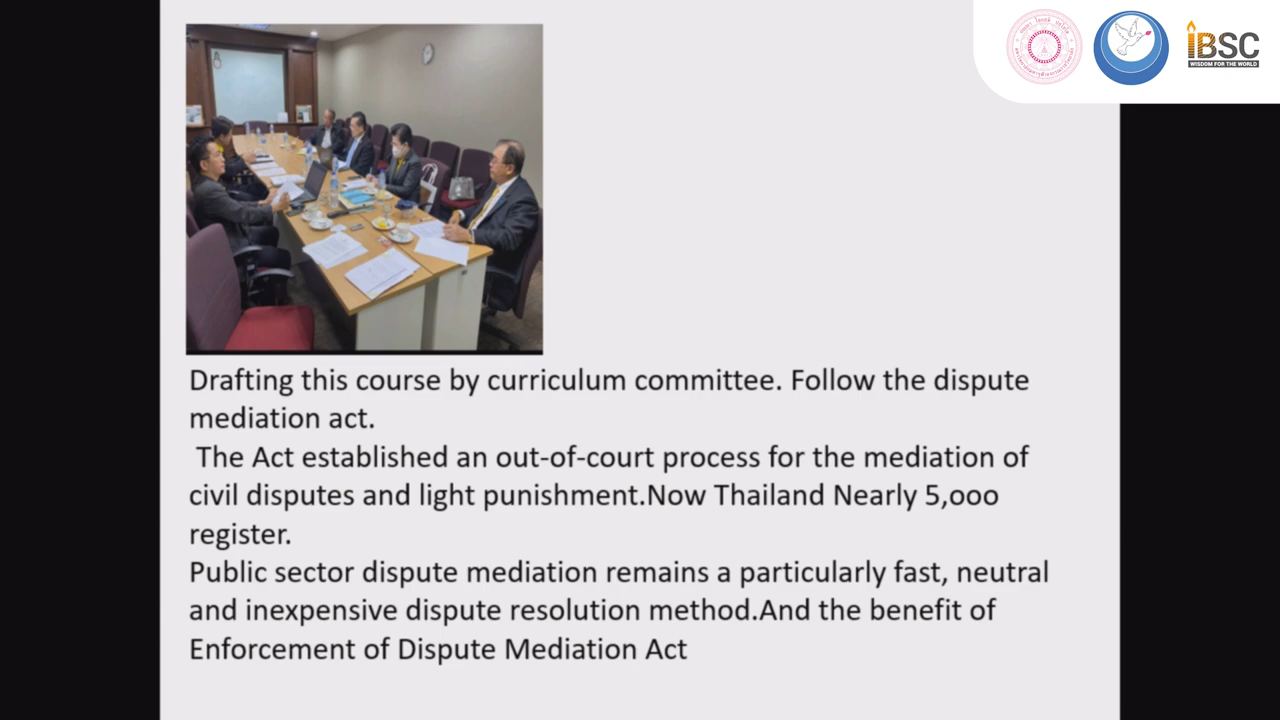 iBSC
WISDOM FOR THE WORLD
Drafting this course by curriculum committee. Follow the dispute
mediation act.
The Act established an out-of-court process for the mediation of
civil disputes and light punishment.Now Thailand Nearly 5,ooo
register.
Public sector dispute mediation remains a particularly fast, neutral
and inexpensive dispute resolution method.And the benefit of
Enforcement of Dispute Mediation Act